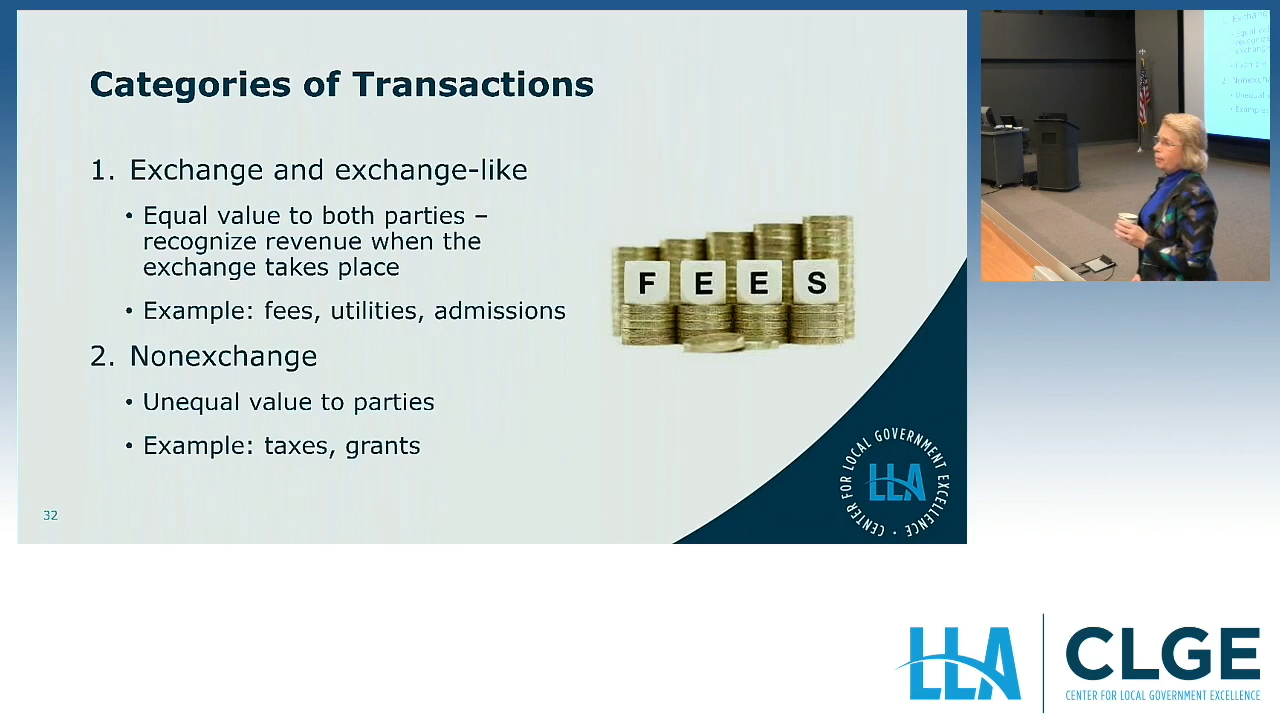 Categories of Transactions
1. Exchange and exchange-like
• Equal value to both parties –
recognize revenue when the
exchange takes place
• Example: fees, utilities, admissions
2. Nonexchange
• Unequal value to parties
• Example: taxes, grants
F E E S
32
CENTER FOR LOCAL GOVERNMENT EXCELLENCE •
LLA
LLA
CLGE
CENTER FOR LOCAL GOVERNMENT EXCELLENCE